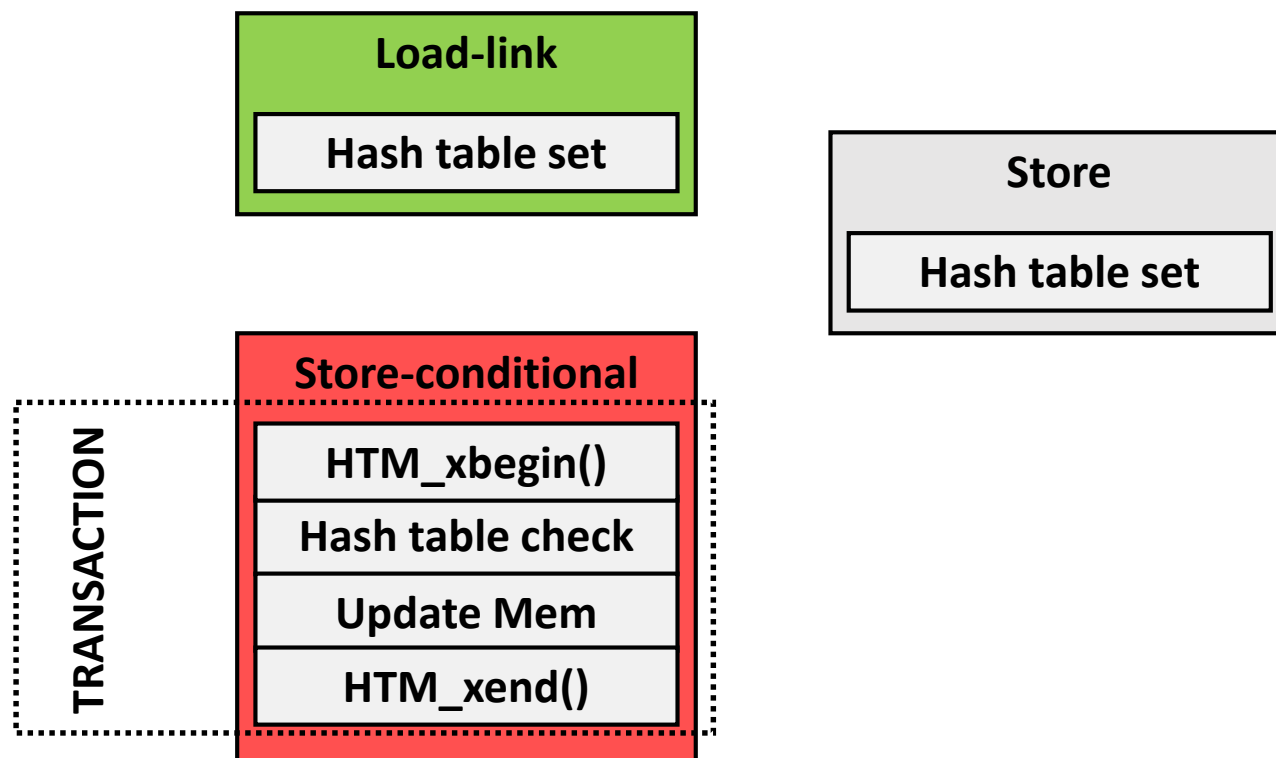 Load-link
Hash table set
Store
Hash table set
Store-conditional
TRANSACTION
HTM_xbegin()
Hash table check
Update Mem
HTM_xend()